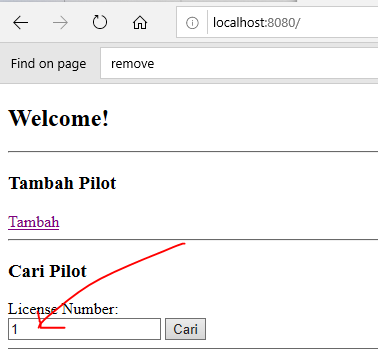 localhost:8080/
Find on page remove
Welcome!
Tambah Pilot
Tambah
Cari Pilot
License Number:
1 Cari